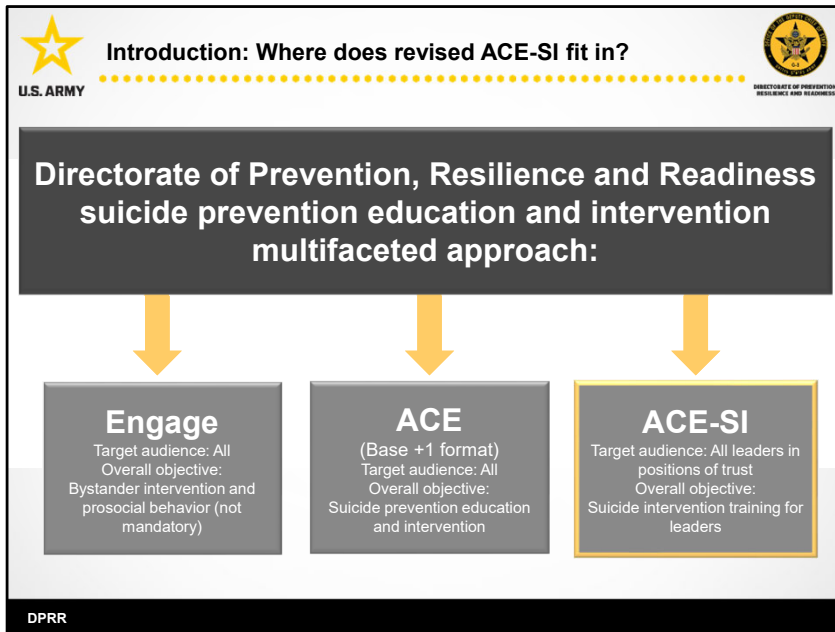 Introduction: Where does revised ACE-SI fit in?
U.S. ARMY
DIRECTORATE OF PREVENTION
RESILIENCE AND READINESS
Directorate of Prevention, Resilience and Readiness
suicide prevention education and intervention
multifaceted approach:
Engage
Target audience: All
Overall objective:
Bystander intervention and
prosocial behavior (not
mandatory)
ACE
(Base +1 format)
Target audience: All
Overall objective:
Suicide prevention education
and intervention
ACE-SI
Target audience: All leaders in
positions of trust
Overall objective:
Suicide intervention training for
leaders
DPRR